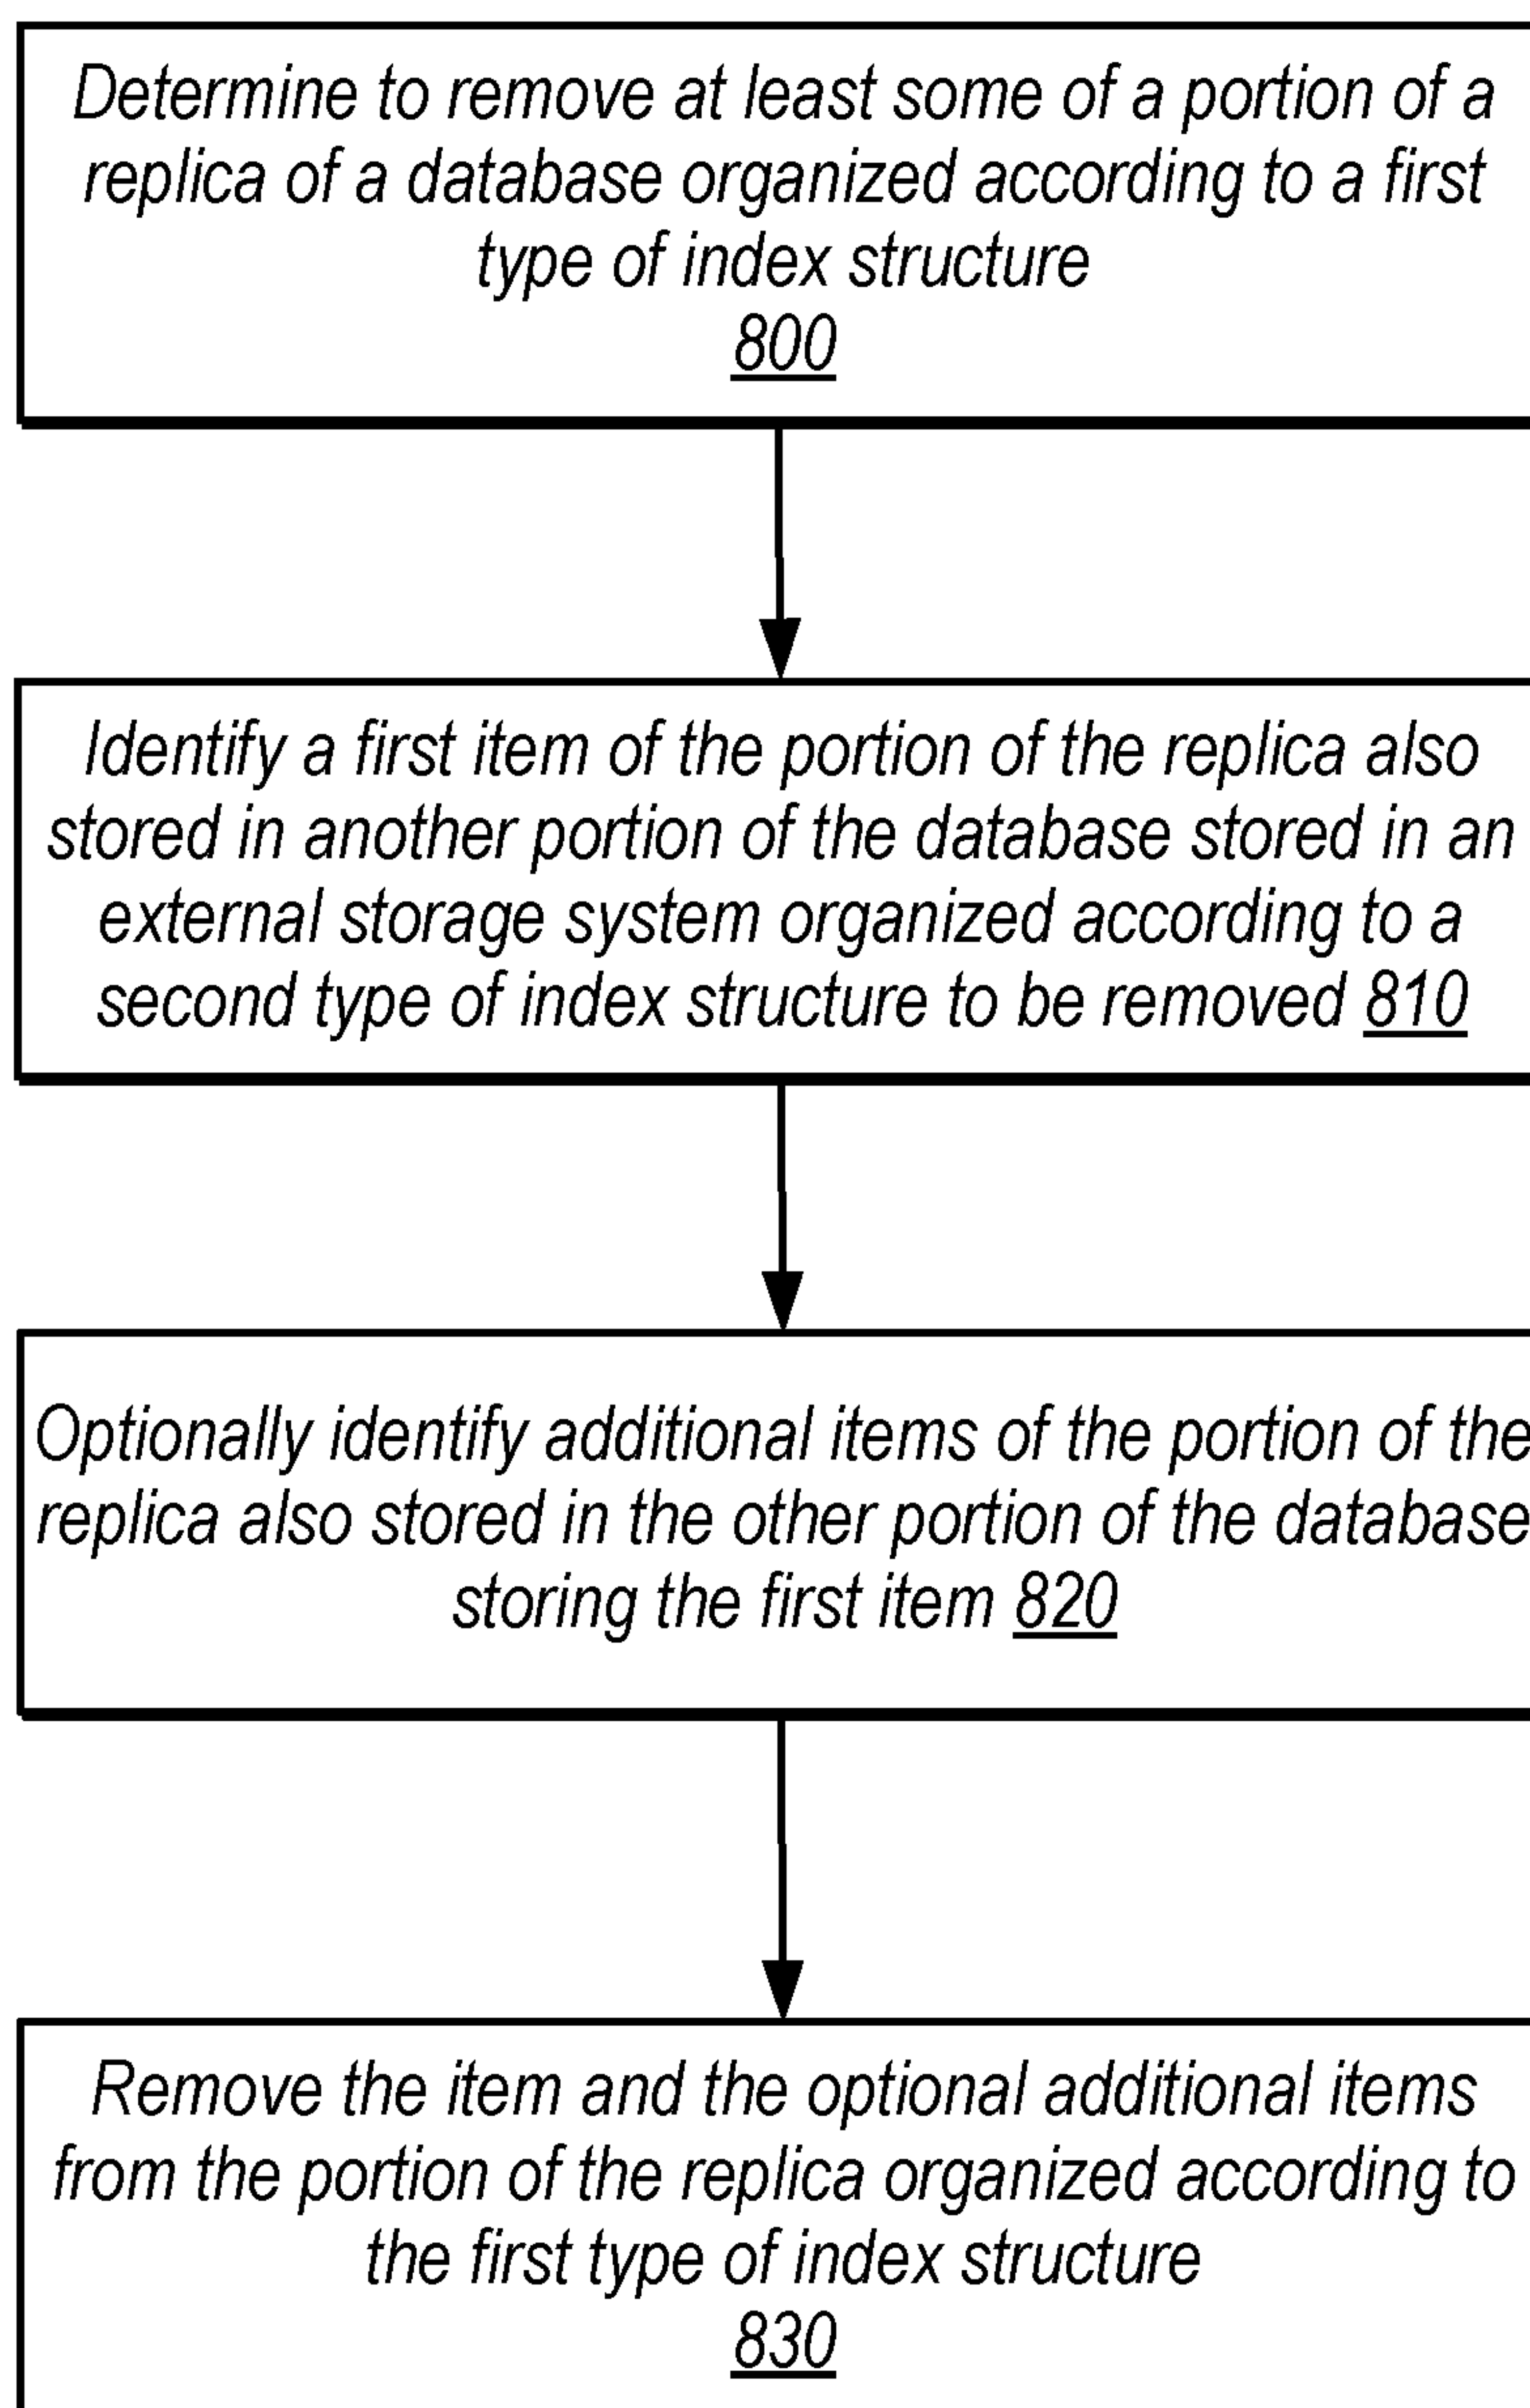 Determine to remove at least some of a portion of a
replica of a database organized according to a first
type of index structure
800
Identify a first item of the portion of the replica also
stored in another portion of the database stored in an
external storage system organized according to a
second type of index structure to be removed 810
Optionally identify additional items of the portion of the
replica also stored in the other portion of the database
storing the first item 820
Remove the item and the optional additional items
from the portion of the replica organized according to
the first type of index structure
830